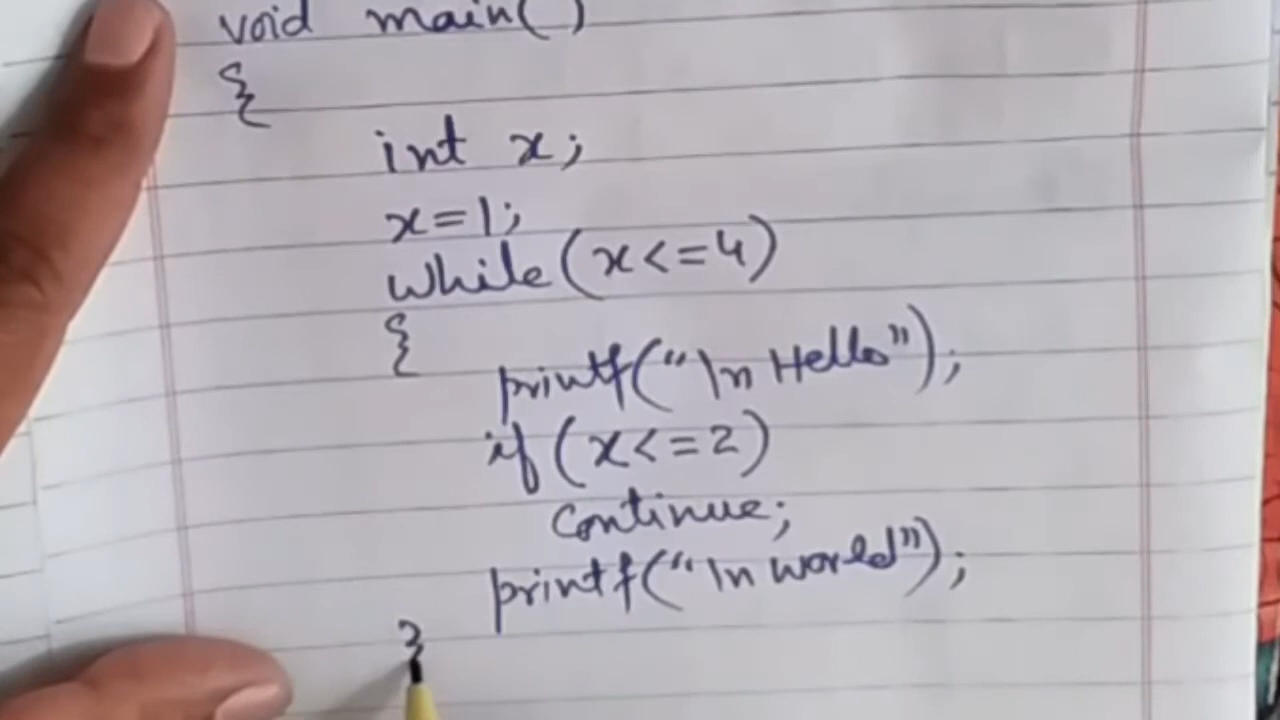 void main()
{
int x;
x=1;
while(x<=4)
{
printf("\n Hello");
if(x<=2)
continue;
printf("\n world");
}